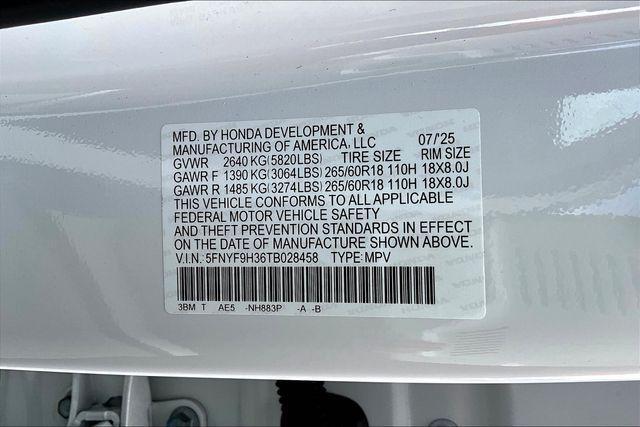 MFD. BY HONDA DEVELOPMENT &
MANUFACTURING OF AMERICA, LLC 07/'25
GVWR 2640 KG(5820LBS) TIRE SIZE RIM SIZE
GAWR F 1390 KG(3064LBS) 265/60R18 110H 18X8.0J
GAWR R 1485 KG(3274LBS) 265/60R18 110H 18X8.0J
THIS VEHICLE CONFORMS TO ALL APPLICABLE
FEDERAL MOTOR VEHICLE SAFETY
AND THEFT PREVENTION STANDARDS IN EFFECT
ON THE DATE OF MANUFACTURE SHOWN ABOVE.
V.I.N.:5FNYF9H36TB028458 TYPE:MPV
3BM T AE5 -NH883P -A -B